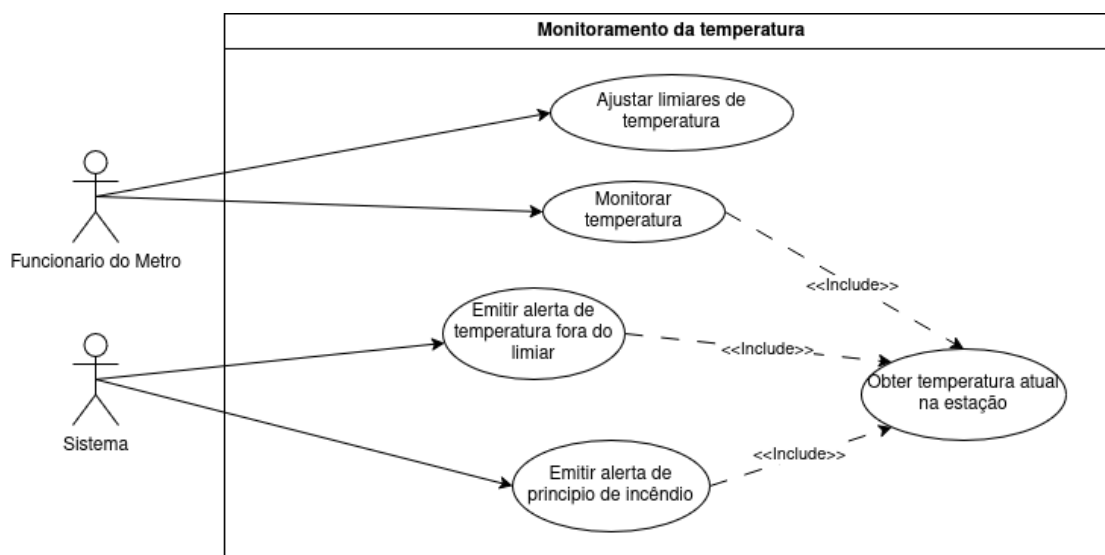 Monitoramento da temperatura
Ajustar limiares de
temperatura
Monitorar
temperatura
Funcionario do Metro
<<Include>>
Emitir alerta de
temperatura fora do
limiar
<<Include>>
Obter temperatura atual
na estação
Sistema
<<Include>>
Emitir alerta de
principio de incêndio